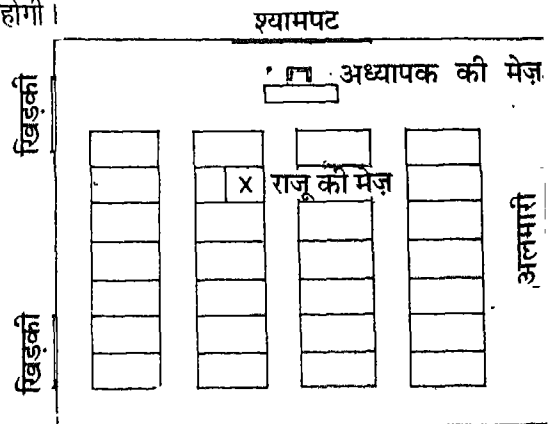 होगी।
श्यामपट
अध्यापक की मेज़
खिड़की
x राजू की मेज़
अलमारी
खिड़की